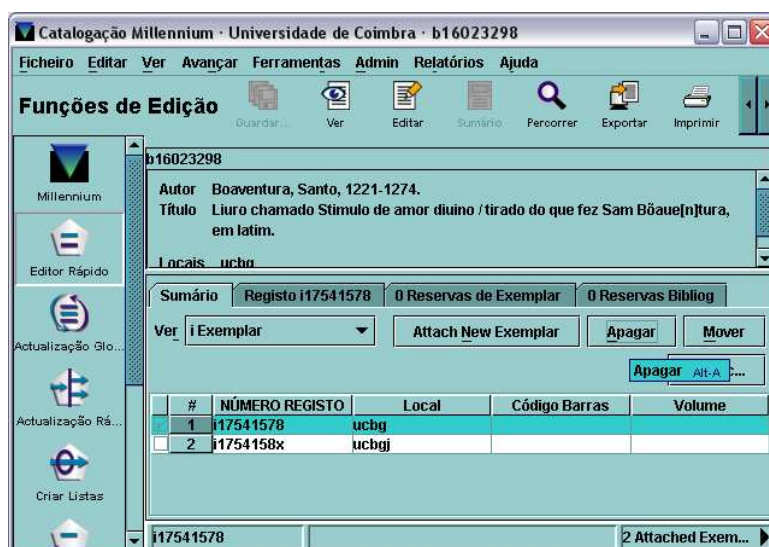 Catalogação Millennium · Universidade de Coimbra · b16023298
Ficheiro Editar Ver Avançar Ferramentas Admin Relatórios Ajuda
Funções de Edição
Guardar... Ver Editar Sumário Percorrer Exportar Imprimir
Millennium
Editor Rápido
Actualização Glo...
Actualização Rá...
Criar Listas
b16023298
Autor Boaventura, Santo, 1221-1274.
Título Liuro chamado Stimulo de amor diuino / tirado do que fez Sam Bõaue[n]tura,
em latim.
Locais ucbg
Sumário Registo i17541578 0 Reservas de Exemplar 0 Reservas Bibliog
Ver i Exemplar Attach New Exemplar Apagar Mover
Apagar Alt-A
# NÚMERO REGISTO Local Código Barras Volume
1 i17541578 ucbg
2 i1754158x ucbgj
i17541578 2 Attached Exem...